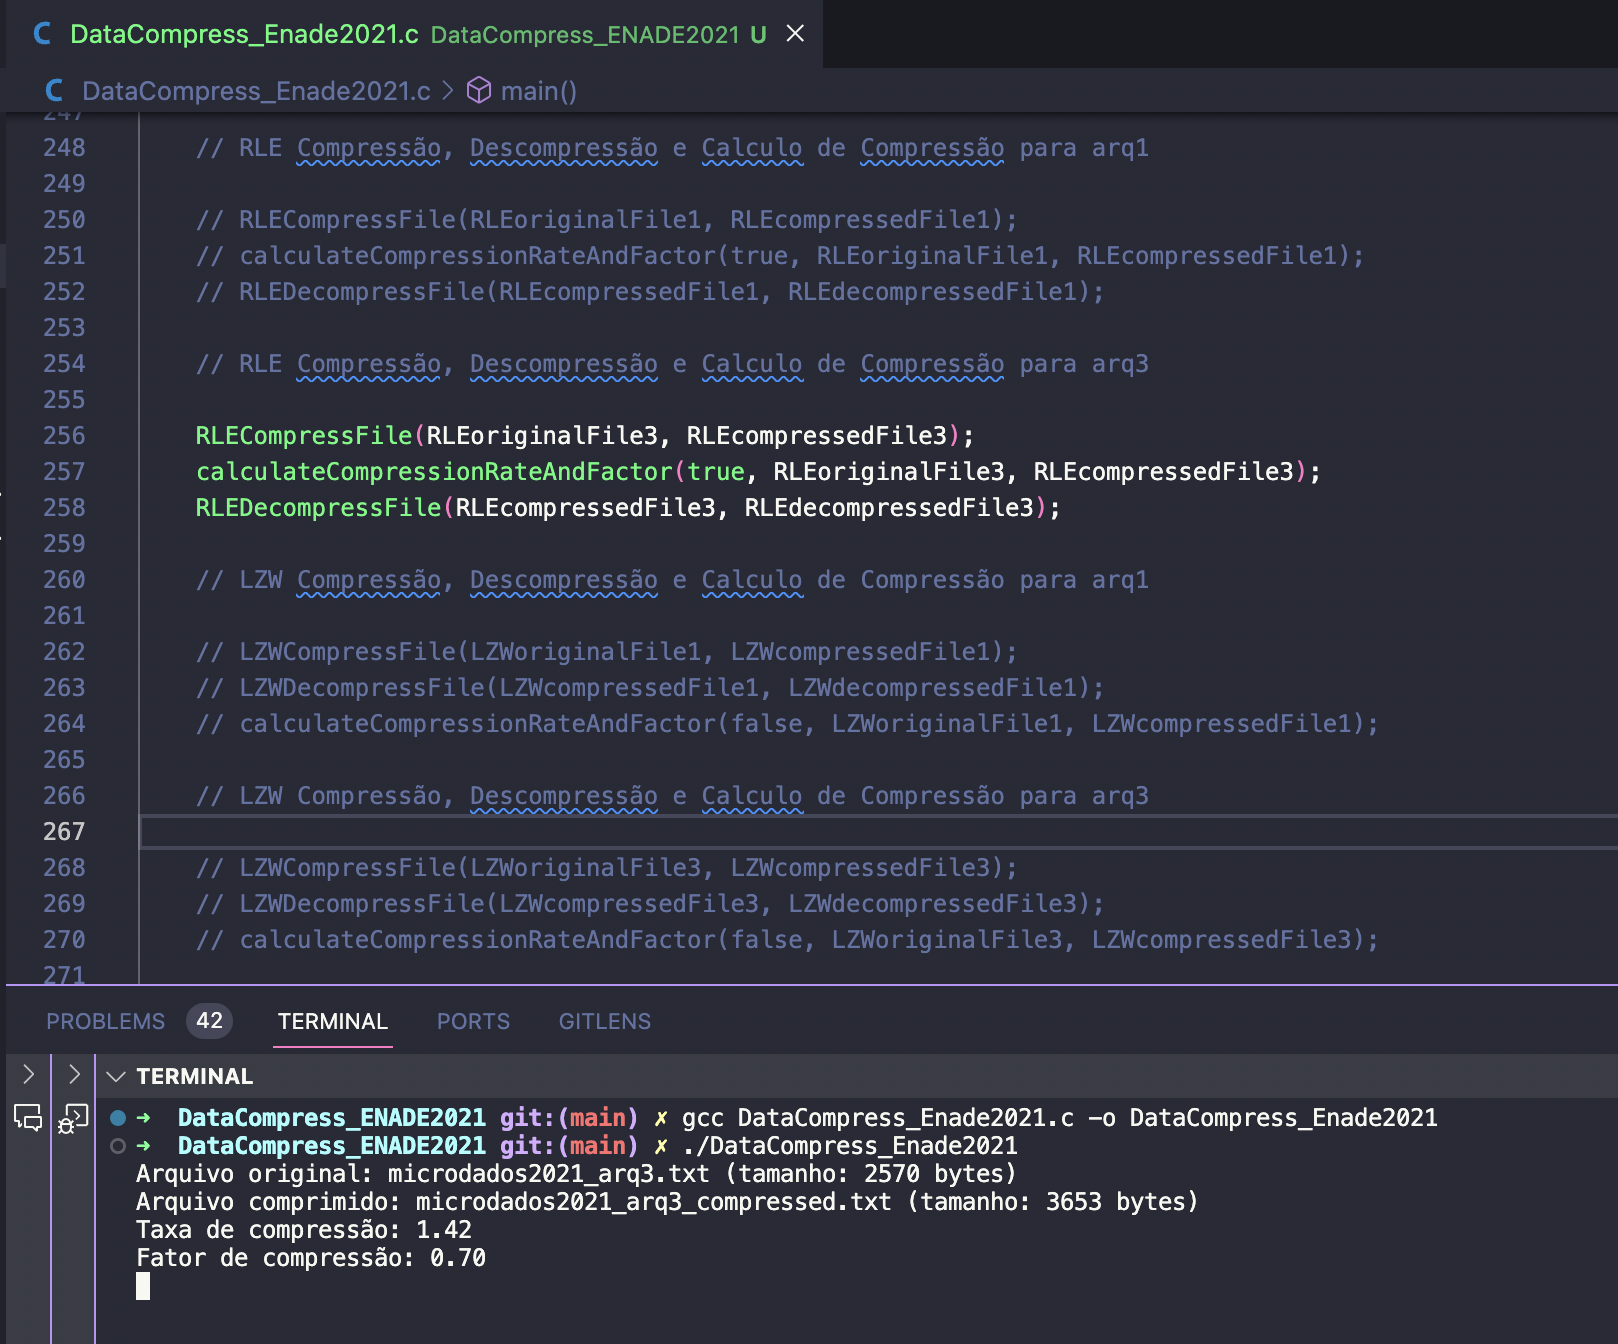 DataCompress_Enade2021.c DataCompress_ENADE2021 U
DataCompress_Enade2021.c > main()
247
248 // RLE Compressão, Descompressão e Calculo de Compressão para arq1
249
250 // RLECompressFile(RLEoriginalFile1, RLEcompressedFile1);
251 // calculateCompressionRateAndFactor(true, RLEoriginalFile1, RLEcompressedFile1);
252 // RLEDecompressFile(RLEcompressedFile1, RLEdecompressedFile1);
253
254 // RLE Compressão, Descompressão e Calculo de Compressão para arq3
255
256 RLECompressFile(RLEoriginalFile3, RLEcompressedFile3);
257 calculateCompressionRateAndFactor(true, RLEoriginalFile3, RLEcompressedFile3);
258 RLEDecompressFile(RLEcompressedFile3, RLEdecompressedFile3);
259
260 // LZW Compressão, Descompressão e Calculo de Compressão para arq1
261
262 // LZWCompressFile(LZWoriginalFile1, LZWcompressedFile1);
263 // LZWDecompressFile(LZWcompressedFile1, LZWdecompressedFile1);
264 // calculateCompressionRateAndFactor(false, LZWoriginalFile1, LZWcompressedFile1);
265
266 // LZW Compressão, Descompressão e Calculo de Compressão para arq3
267
268 // LZWCompressFile(LZWoriginalFile3, LZWcompressedFile3);
269 // LZWDecompressFile(LZWcompressedFile3, LZWdecompressedFile3);
270 // calculateCompressionRateAndFactor(false, LZWoriginalFile3, LZWcompressedFile3);
271
PROBLEMS 42 TERMINAL PORTS GITLENS
TERMINAL
➜ DataCompress_ENADE2021 git:(main) ✗ gcc DataCompress_Enade2021.c -o DataCompress_Enade2021
➜ DataCompress_ENADE2021 git:(main) ✗ ./DataCompress_Enade2021
Arquivo original: microdados2021_arq3.txt (tamanho: 2570 bytes)
Arquivo comprimido: microdados2021_arq3_compressed.txt (tamanho: 3653 bytes)
Taxa de compressão: 1.42
Fator de compressão: 0.70